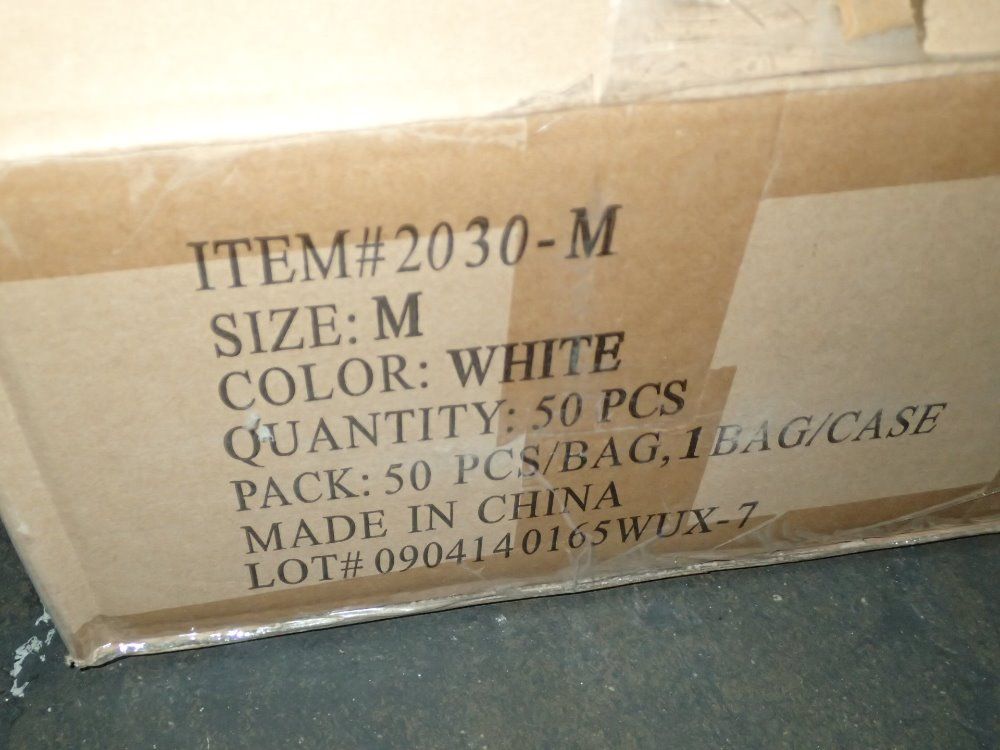 ITEM#2030-M
SIZE: M
COLOR: WHITE
QUANTITY: 50 PCS
PACK: 50 PCS/BAG, 1 BAG/CASE
MADE IN CHINA
LOT# 0904140165WUX-7